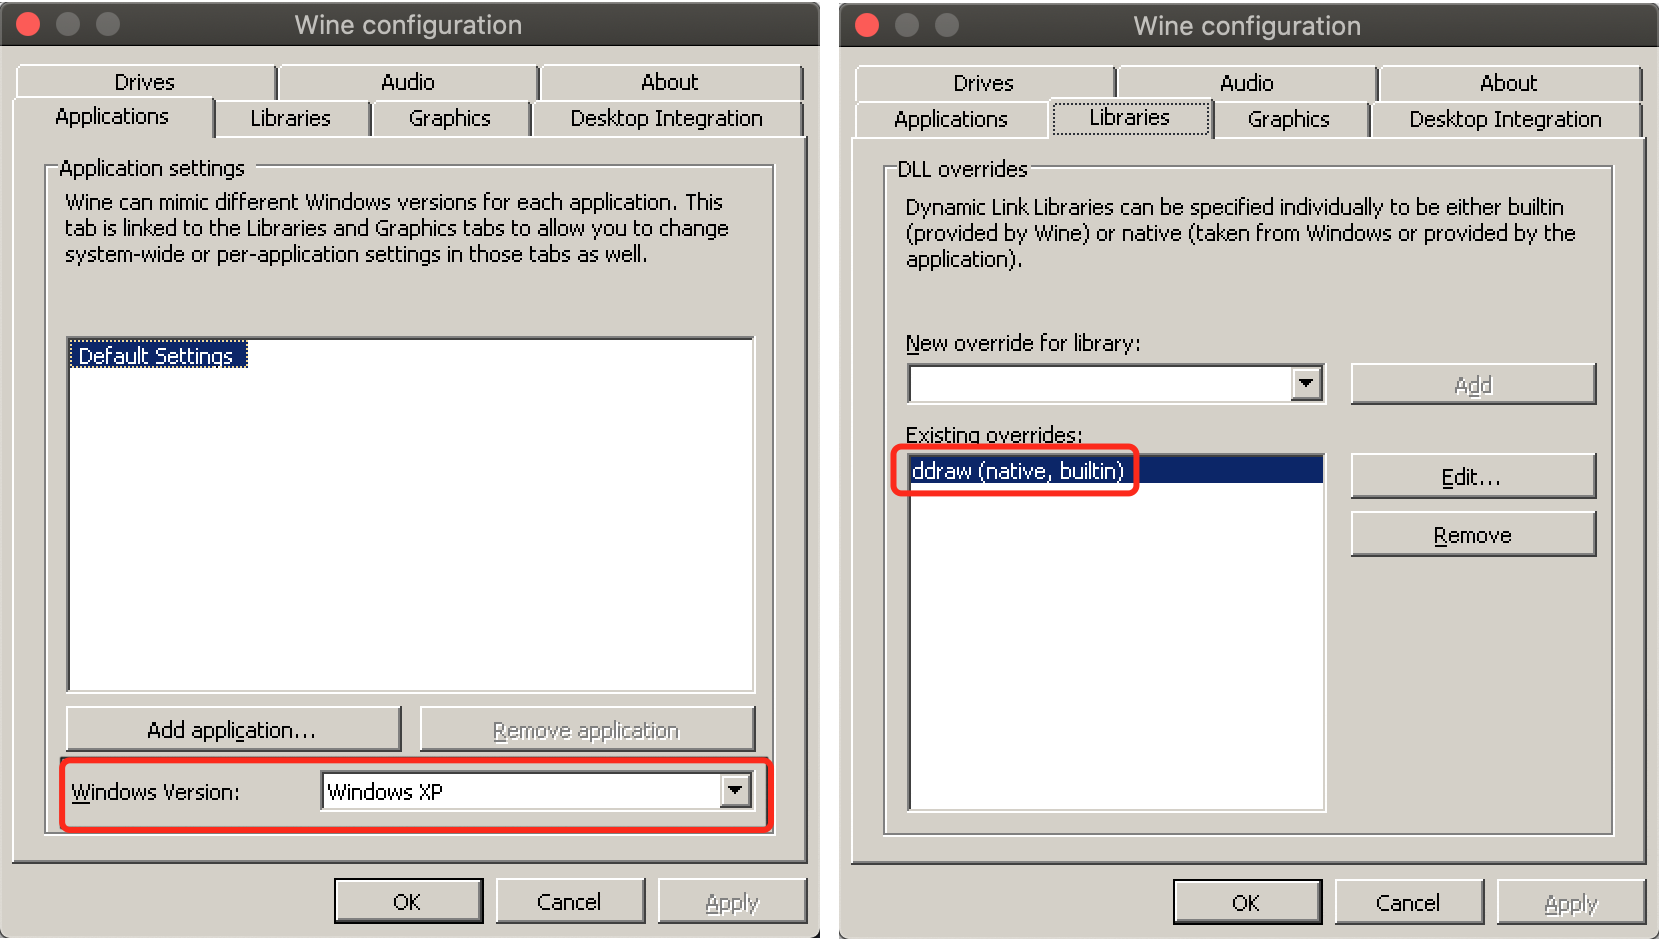 Wine configuration
Drives
Audio
About
Applications
Libraries
Graphics
Desktop Integration
Application settings
Wine can mimic different Windows versions for each application. This
tab is linked to the Libraries and Graphics tabs to allow you to change
system-wide or per-application settings in those tabs as well.
Default Settings
Add application...
Remove application
Windows Version:
Windows XP
OK
Cancel
Apply
Wine configuration
Drives
Audio
About
Applications
Libraries
Graphics
Desktop Integration
DLL overrides
Dynamic Link Libraries can be specified individually to be either builtin
(provided by Wine) or native (taken from Windows or provided by the
application).
New override for library:
Add
Existing overrides:
ddraw (native, builtin)
Edit...
Remove
OK
Cancel
Apply